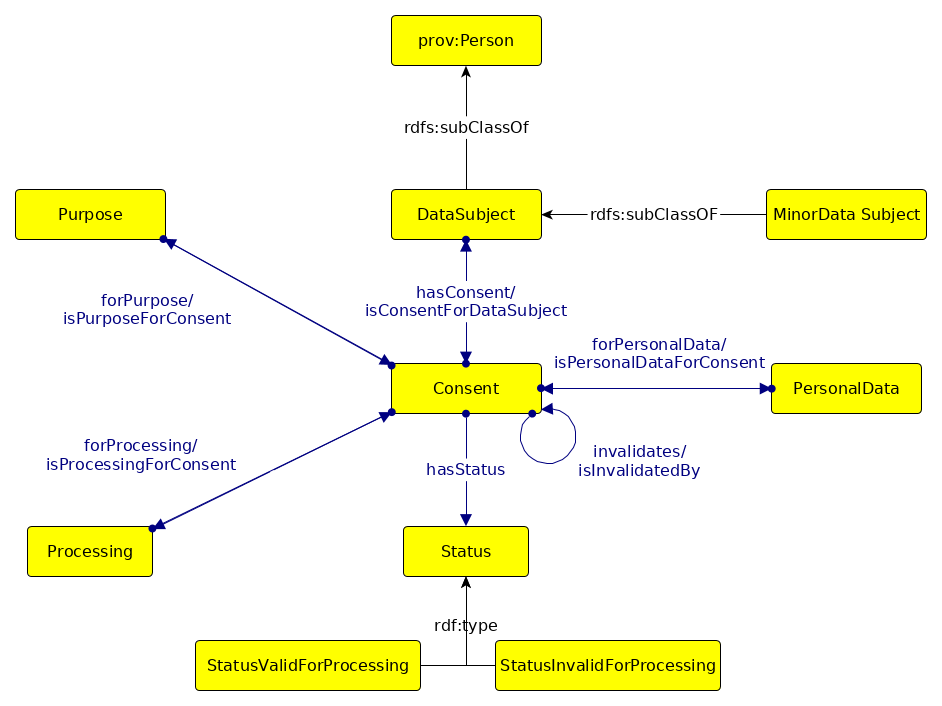 prov:Person
rdfs:subClassOf
Purpose
DataSubject
rdfs:subClassOF
MinorData Subject
forPurpose/
isPurposeForConsent
hasConsent/
isConsentForDataSubject
forPersonalData/
isPersonalDataForConsent
Consent
PersonalData
forProcessing/
isProcessingForConsent
hasStatus
invalidates/
isInvalidatedBy
Processing
Status
rdf:type
StatusValidForProcessing
StatusInvalidForProcessing